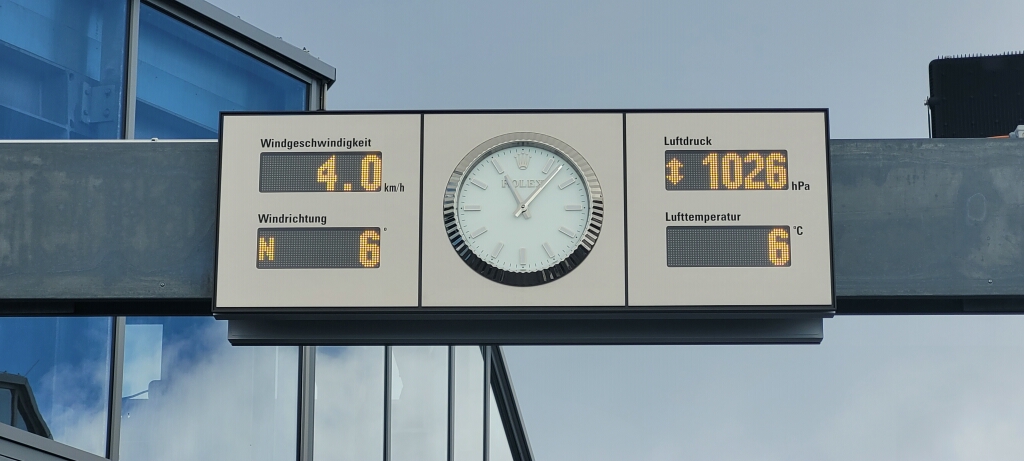 Windgeschwindigkeit
4.0 km/h
Windrichtung
N 6 °
ROLEX
Luftdruck
↕ 1026 hPa
Lufttemperatur
6 °C